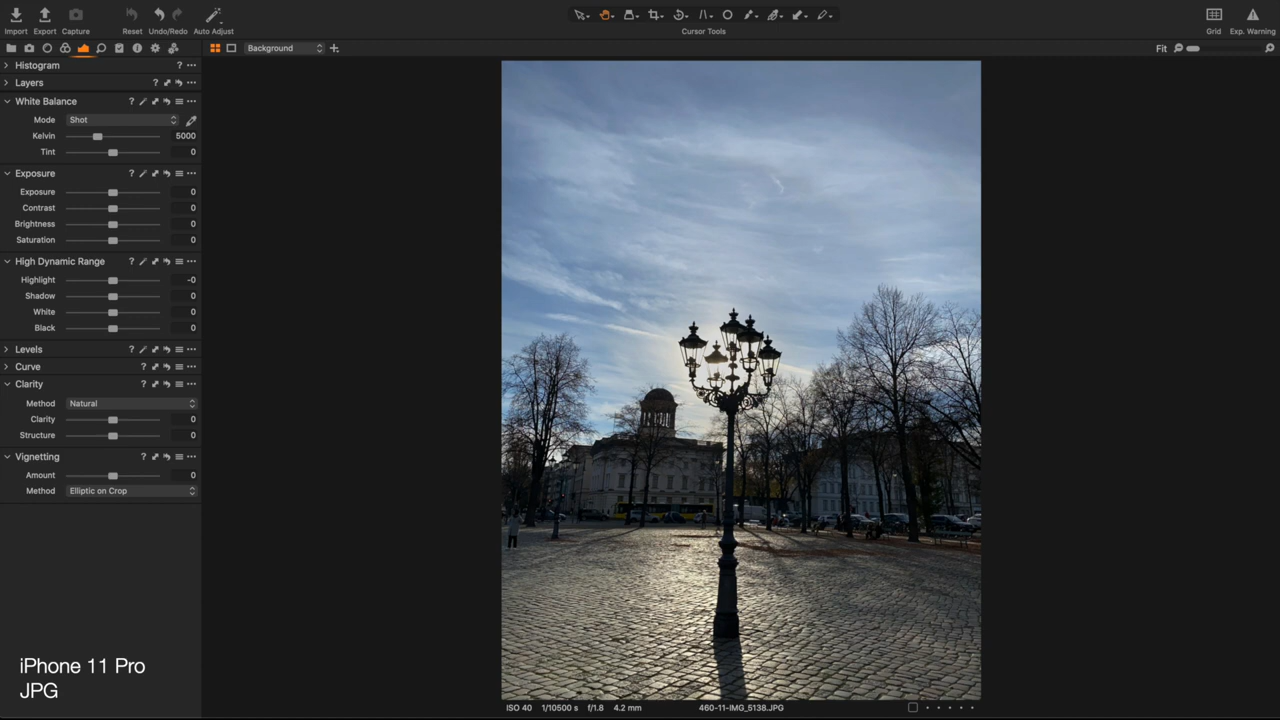 Import Export Capture Reset Undo/Redo Auto Adjust Cursor Tools Grid Exp. Warning
Background Fit
Histogram ? ...
Layers ? ...
White Balance ? ...
Mode Shot
Kelvin 5000
Tint 0
Exposure ? ...
Exposure 0
Contrast 0
Brightness 0
Saturation 0
High Dynamic Range ? ...
Highlight -0
Shadow 0
White 0
Black 0
Levels ? ...
Curve ? ...
Clarity ? ...
Method Natural
Clarity 0
Structure 0
Vignetting ? ...
Amount 0
Method Elliptic on Crop
iPhone 11 Pro
JPG
ISO 40 1/10500 s f/1.8 4.2 mm 460-11-IMG_5138.JPG